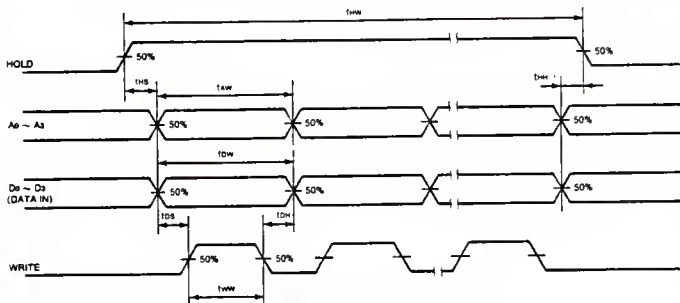 tHW
HOLD
50%
50%
tHS
tAW
tHH
A0 ~ A3
50%
50%
50%
tDW
D0 ~ D3
(DATA IN)
50%
50%
50%
tDS
tDH
WRITE
50%
50%
tWW